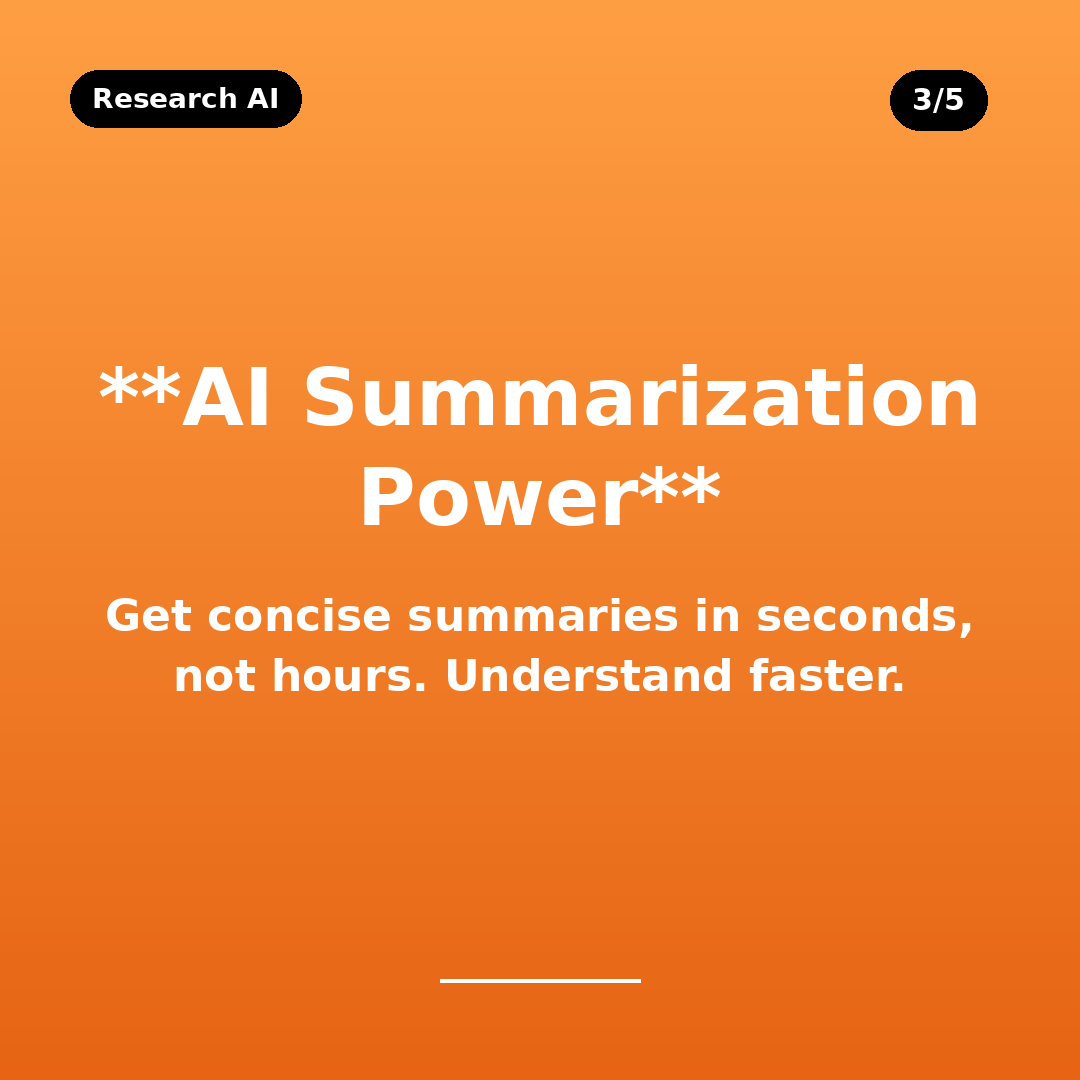 Research AI
3/5
**AI Summarization
Power**
Get concise summaries in seconds,
not hours. Understand faster.